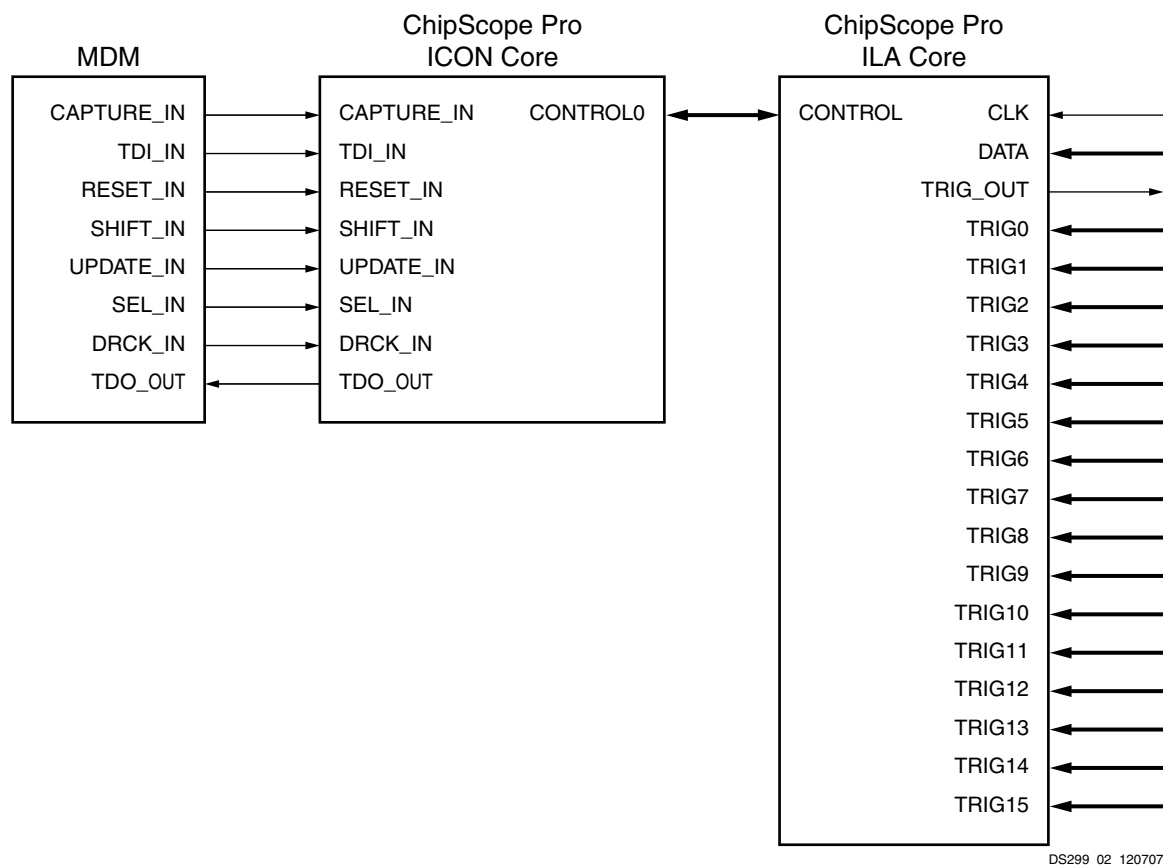 MDM
CAPTURE_IN
TDI_IN
RESET_IN
SHIFT_IN
UPDATE_IN
SEL_IN
DRCK_IN
TDO_OUT
ChipScope Pro
ICON Core
CAPTURE_IN CONTROL0
TDI_IN
RESET_IN
SHIFT_IN
UPDATE_IN
SEL_IN
DRCK_IN
TDO_OUT
ChipScope Pro
ILA Core
CONTROL CLK
DATA
TRIG_OUT
TRIG0
TRIG1
TRIG2
TRIG3
TRIG4
TRIG5
TRIG6
TRIG7
TRIG8
TRIG9
TRIG10
TRIG11
TRIG12
TRIG13
TRIG14
TRIG15
DS299_02_120707